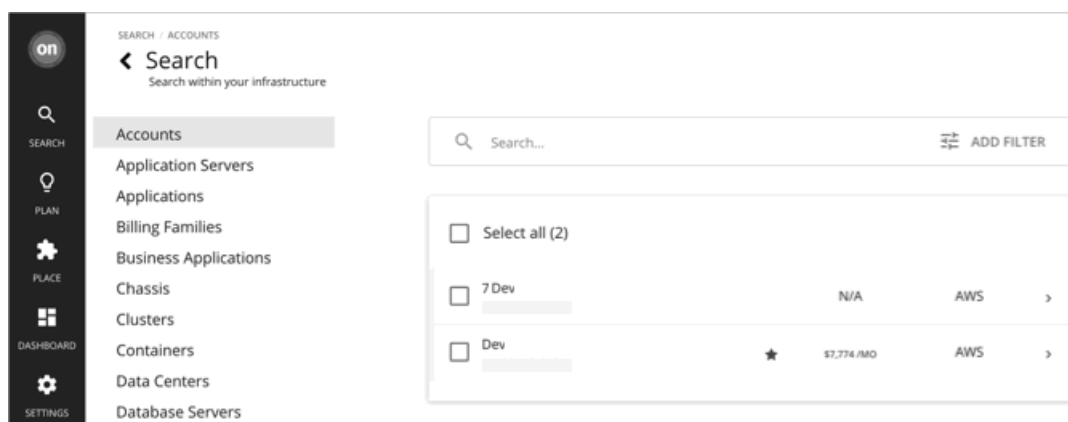 on
SEARCH
PLAN
PLACE
DASHBOARD
SETTINGS
SEARCH / ACCOUNTS
Search
Search within your infrastructure
Accounts
Application Servers
Applications
Billing Families
Business Applications
Chassis
Clusters
Containers
Data Centers
Database Servers
Search... ADD FILTER
Select all (2)
7 Dev N/A AWS
Dev $7,774 /MO AWS